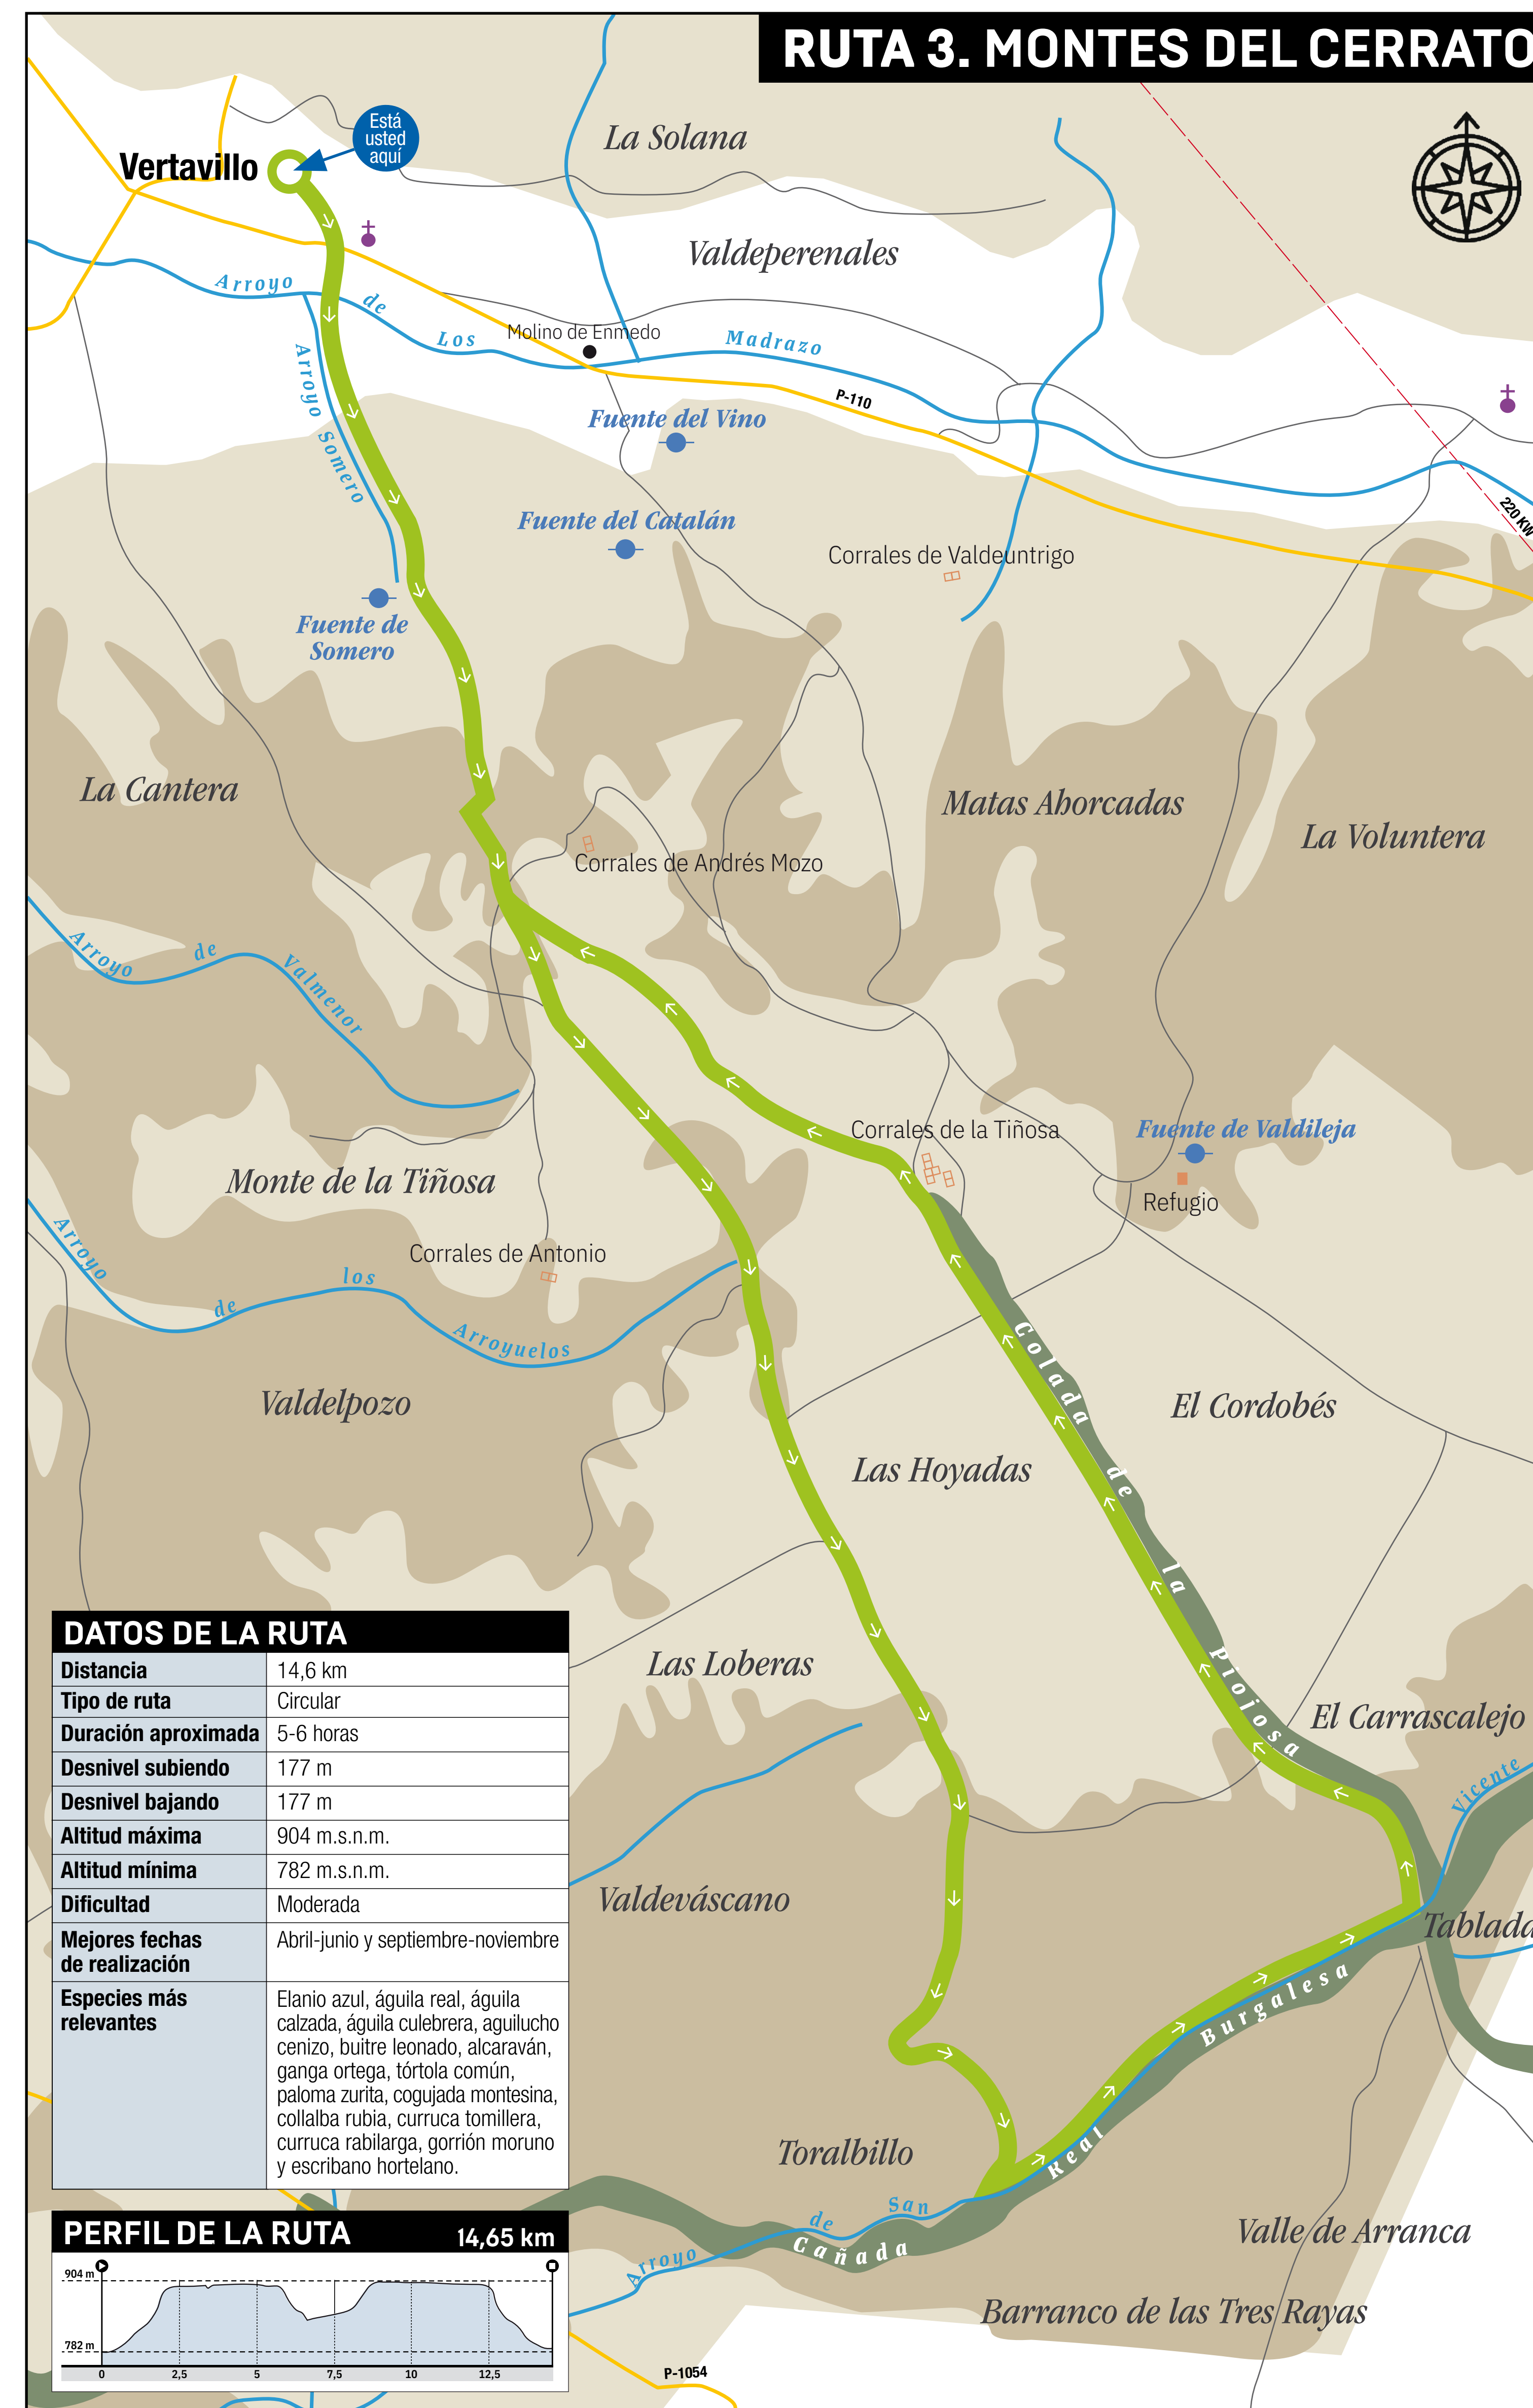 RUTA 3. MONTES DEL CERRATO
Está
usted
aquí
Vertavillo
La Solana
Valdeperenales
Arroyo de Los Madrazo
Molino de Enmedo
P-110
Arroyo Somero
Fuente del Vino
Fuente del Catalán
220 KW
Corrales de Valdeuntrigo
Fuente de
Somero
La Cantera
Matas Ahorcadas
La Voluntera
Corrales de Andrés Mozo
Arroyo de Valmenor
Corrales de la Tiñosa
Fuente de Valdileja
Monte de la Tiñosa
Refugio
Corrales de Antonio
Arroyo de los Arroyuelos
Colada de la Piojosa
Valdelpozo
El Cordobés
Las Hoyadas
Las Loberas
El Carrascalejo
Vicente
Valdeváscano
Tablada
Toralbillo
Arroyo de San
Cañada Real Burgalesa
Valle de Arranca
Barranco de las Tres Rayas
P-1054
DATOS DE LA RUTA
Distancia 14,6 km
Tipo de ruta Circular
Duración aproximada 5-6 horas
Desnivel subiendo 177 m
Desnivel bajando 177 m
Altitud máxima 904 m.s.n.m.
Altitud mínima 782 m.s.n.m.
Dificultad Moderada
Mejores fechas Abril-junio y septiembre-noviembre
de realización
Especies más Elanio azul, águila real, águila
relevantes calzada, águila culebrera, aguilucho
cenizo, buitre leonado, alcaraván,
ganga ortega, tórtola común,
paloma zurita, cogujada montesina,
collalba rubia, curruca tomillera,
curruca rabilarga, gorrión moruno
y escribano hortelano.
PERFIL DE LA RUTA 14,65 km
904 m
782 m
0 2,5 5 7,5 10 12,5